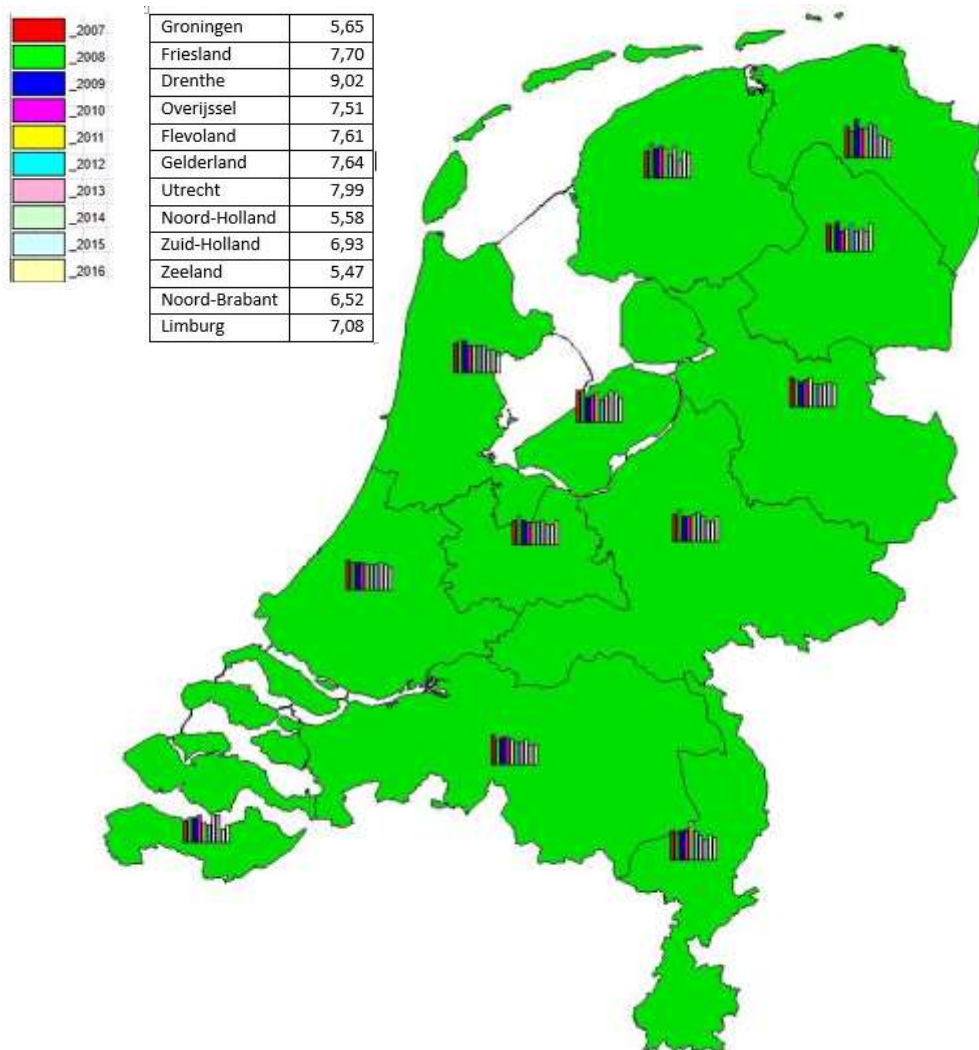 _2007
_2008
_2009
_2010
_2011
_2012
_2013
_2014
_2015
_2016
Groningen 5,65
Friesland 7,70
Drenthe 9,02
Overijssel 7,51
Flevoland 7,61
Gelderland 7,64
Utrecht 7,99
Noord-Holland 5,58
Zuid-Holland 6,93
Zeeland 5,47
Noord-Brabant 6,52
Limburg 7,08